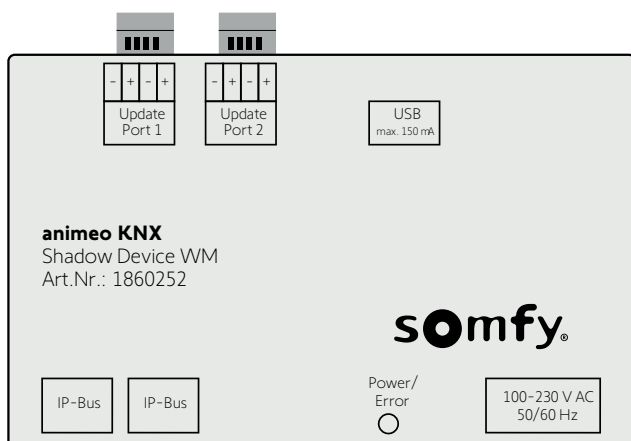 - + - +
- + - +
Update
Port 1
Update
Port 2
USB
max. 150 mA
animeo KNX
Shadow Device WM
Art.Nr.: 1860252
somfy®
IP-Bus
IP-Bus
Power/
Error
100-230 V AC
50/60 Hz